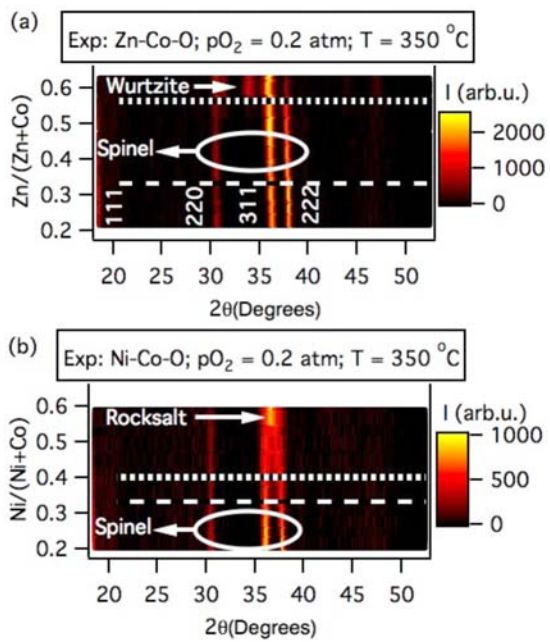 (a)
Exp: Zn-Co-O; pO₂ = 0.2 atm; T = 350 °C
I (arb.u.)
2000
1000
0
Zn/(Zn+Co)
0.6
0.5
0.4
0.3
0.2
Wurtzite
Spinel
111
220
311
222
20 25 30 35 40 45 50
2θ(Degrees)
(b)
Exp: Ni-Co-O; pO₂ = 0.2 atm; T = 350 °C
I (arb.u.)
1000
500
0
Ni/(Ni+Co)
0.6
0.5
0.4
0.3
0.2
Rocksalt
Spinel
20 25 30 35 40 45 50
2θ(Degrees)